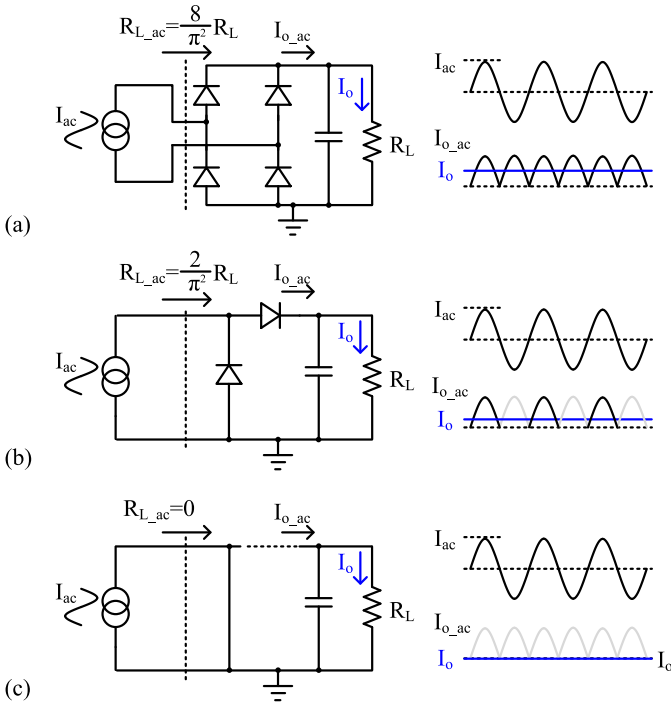 R_L_ac=8/π² R_L
I_o_ac
I_ac
I_o
R_L
I_ac
I_o_ac
I_o
(a)
R_L_ac=2/π² R_L
I_o_ac
I_ac
I_o
R_L
I_ac
I_o_ac
I_o
(b)
R_L_ac=0
I_o_ac
I_ac
I_o
R_L
I_ac
I_o_ac
I_o
I_o
(c)